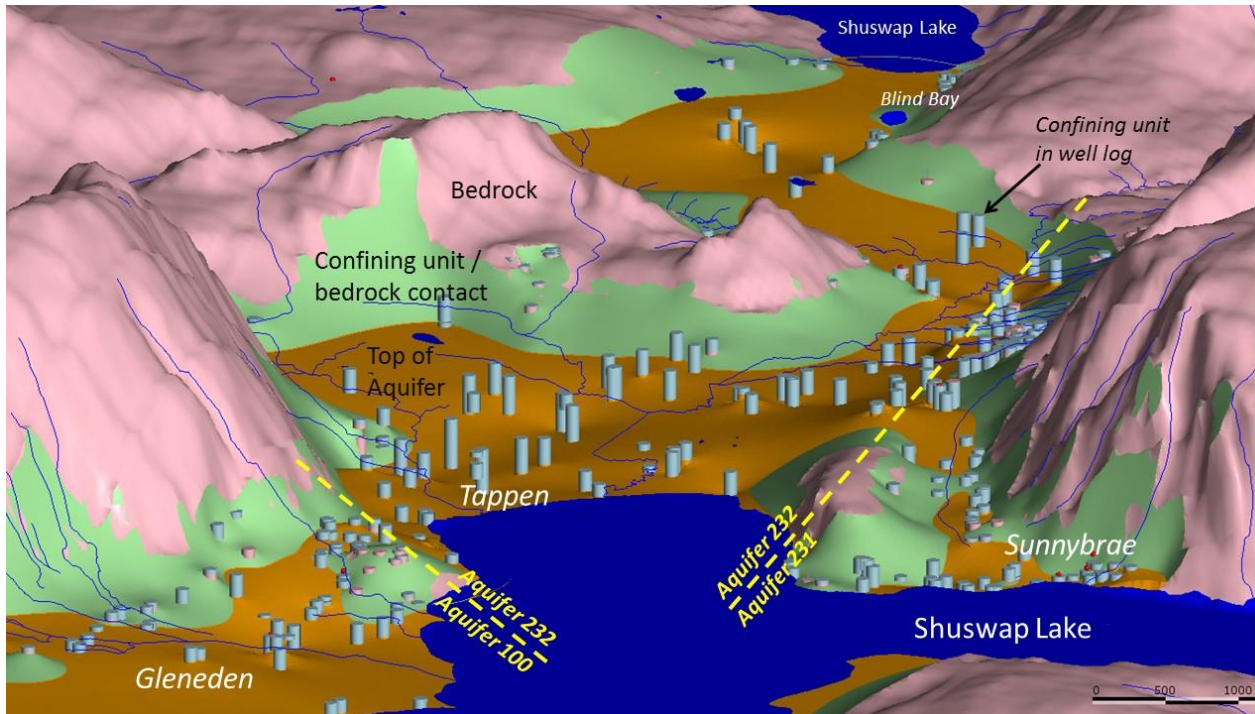 Shuswap Lake
Blind Bay
Confining unit
in well log
Bedrock
Confining unit /
bedrock contact
Top of
Aquifer
Tappen
Aquifer 232
Aquifer 231
Sunnybrae
Aquifer 232
Aquifer 100
Shuswap Lake
Gleneden
0 500 1000